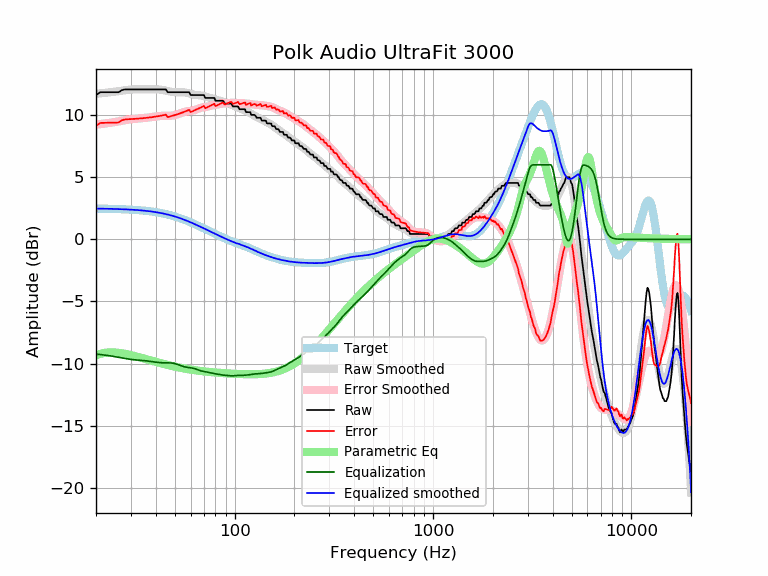 Polk Audio UltraFit 3000
10
5
0
−5
−10
−15
−20
Amplitude (dBr)
Target
Raw Smoothed
Error Smoothed
Raw
Error
Parametric Eq
Equalization
Equalized smoothed
100
1000
10000
Frequency (Hz)